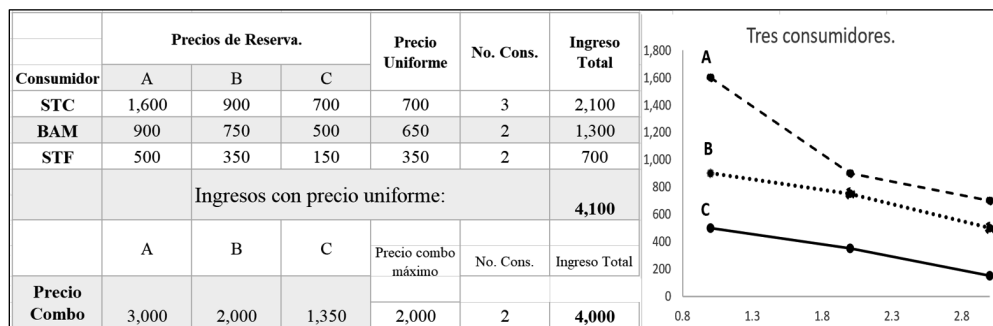 Precios de Reserva. Precio Uniforme No. Cons. Ingreso Total
Consumidor A B C
STC 1,600 900 700 700 3 2,100
BAM 900 750 500 650 2 1,300
STF 500 350 150 350 2 700
Ingresos con precio uniforme: 4,100
A B C Precio combo máximo No. Cons. Ingreso Total
Precio Combo 3,000 2,000 1,350 2,000 2 4,000
Tres consumidores.
1,800
1,600
1,400
1,200
1,000
800
600
400
200
0
A
B
C
0.8 1.3 1.8 2.3 2.8